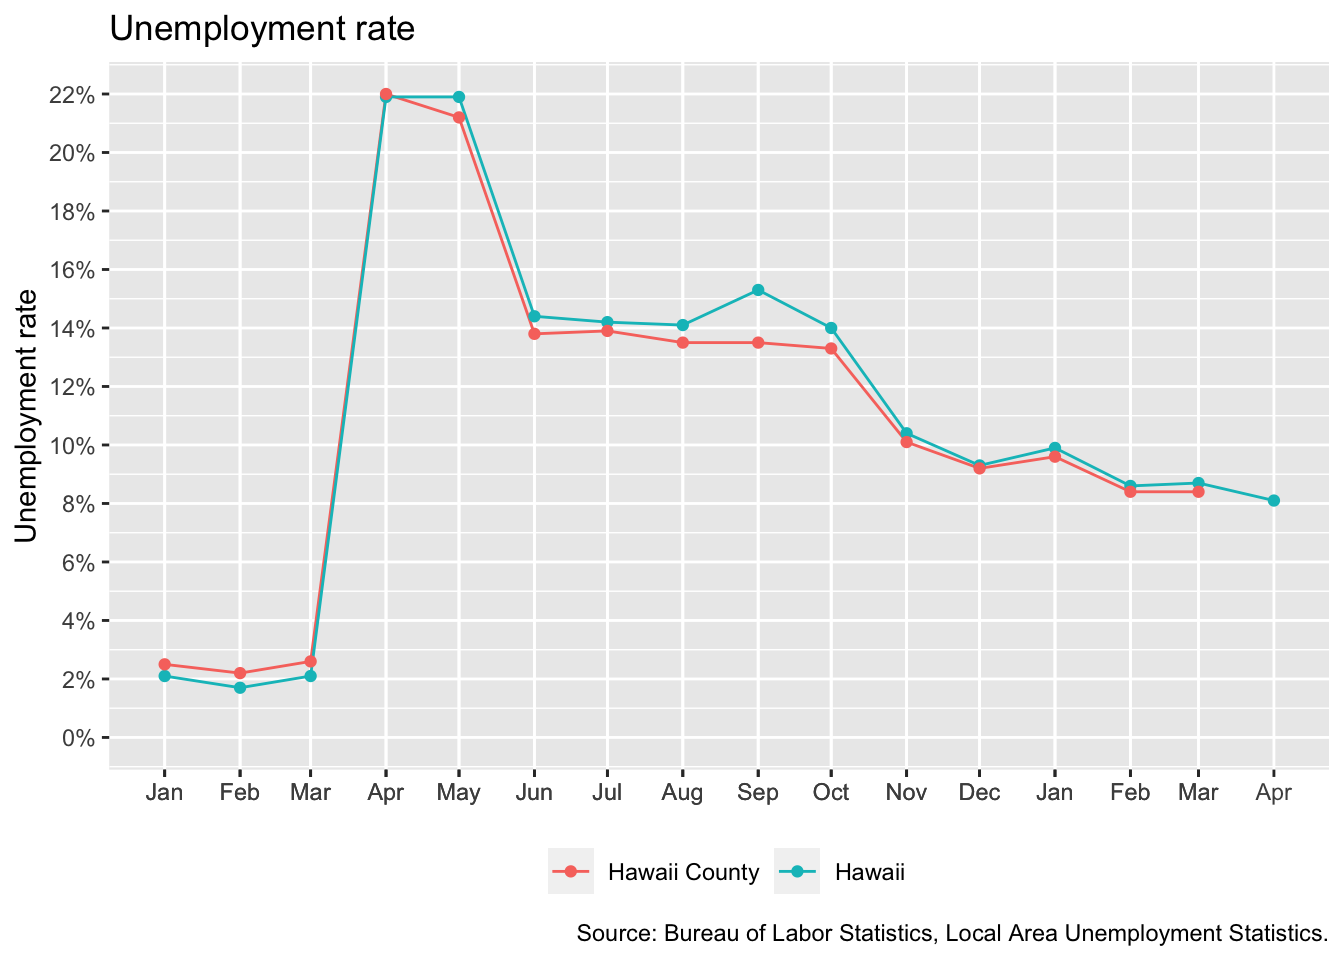 Unemployment rate
Unemployment rate
22%
20%
18%
16%
14%
12%
10%
8%
6%
4%
2%
0%
Jan Feb Mar Apr May Jun Jul Aug Sep Oct Nov Dec Jan Feb Mar Apr
Hawaii County Hawaii
Source: Bureau of Labor Statistics, Local Area Unemployment Statistics.